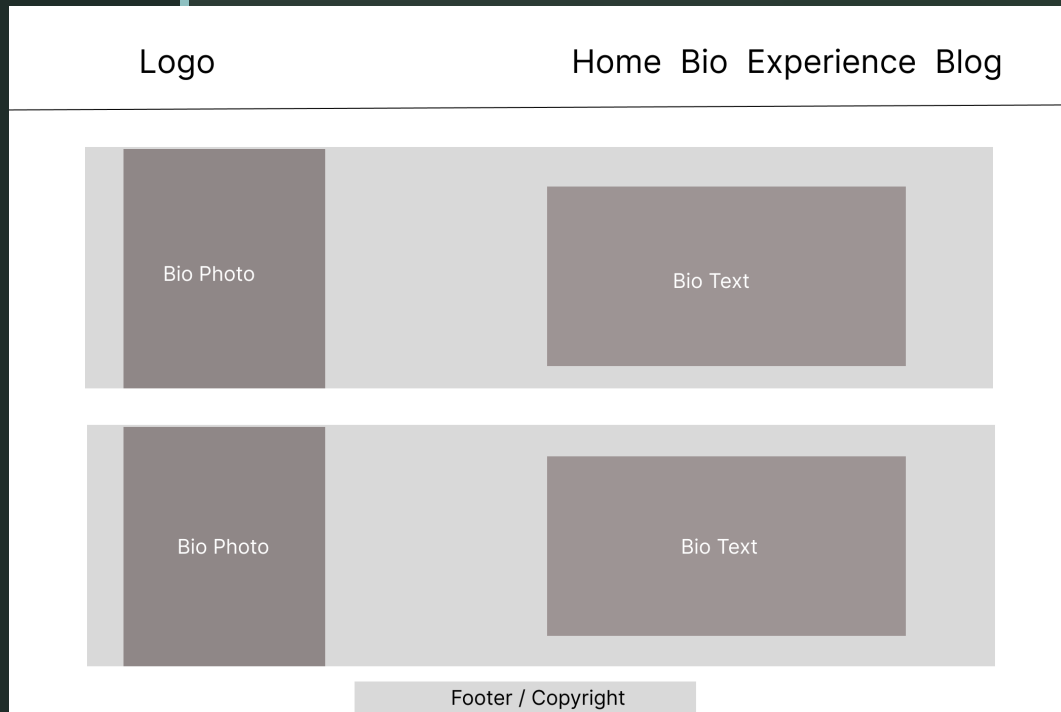 Logo
Home Bio Experience Blog
Bio Photo
Bio Text
Bio Photo
Bio Text
Footer / Copyright